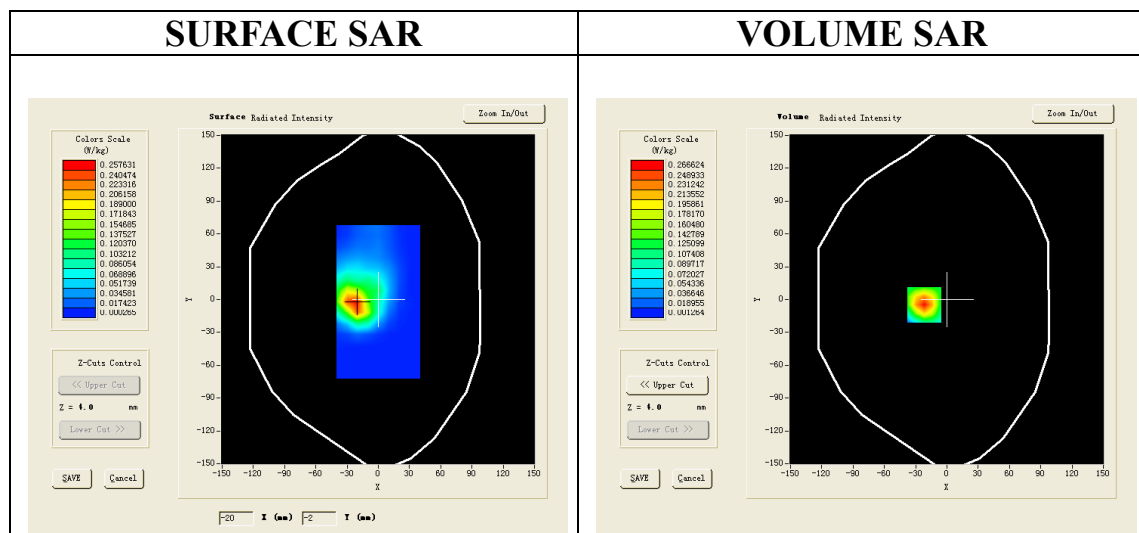 SURFACE SAR
VOLUME SAR
Surface Radiated Intensity
Zoom In/Out
Colors Scale
(W/kg)
0.257631
0.240474
0.223316
0.206158
0.189000
0.171843
0.154685
0.137527
0.120370
0.103212
0.086054
0.068896
0.051739
0.034581
0.017423
0.000265
150
120
90
60
30
0
-30
-60
-90
-120
-150
Y
-150 -120 -90 -60 -30 0 30 60 90 120 150
X
Z-Cuts Control
<< Upper Cut
Z = 4.0 mm
Lower Cut >>
SAVE Cancel
-20 X (mm) -2 Y (mm)
Volume Radiated Intensity
Zoom In/Out
Colors Scale
(W/kg)
0.266624
0.248933
0.231242
0.213552
0.195861
0.178170
0.160480
0.142789
0.125099
0.107408
0.089717
0.072027
0.054336
0.036646
0.018955
0.001264
150
120
90
60
30
0
-30
-60
-90
-120
-150
Y
-150 -120 -90 -60 -30 0 30 60 90 120 150
X
Z-Cuts Control
<< Upper Cut
Z = 4.0 mm
Lower Cut >>
SAVE Cancel